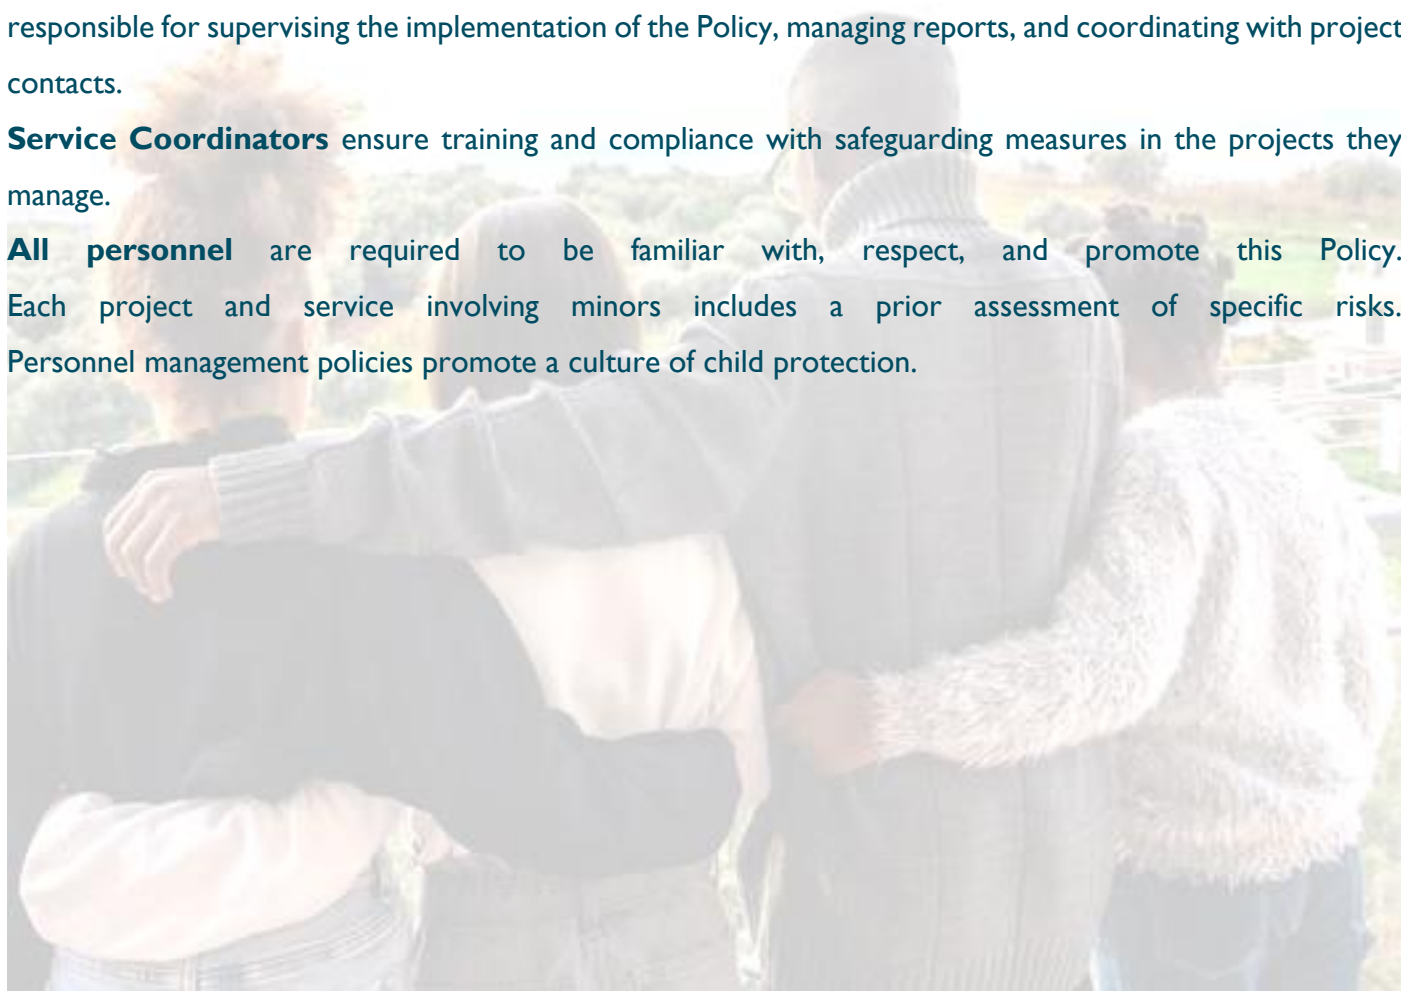 responsible for supervising the implementation of the Policy, managing reports, and coordinating with project
contacts.
Service Coordinators ensure training and compliance with safeguarding measures in the projects they
manage.
All personnel are required to be familiar with, respect, and promote this Policy.
Each project and service involving minors includes a prior assessment of specific risks.
Personnel management policies promote a culture of child protection.